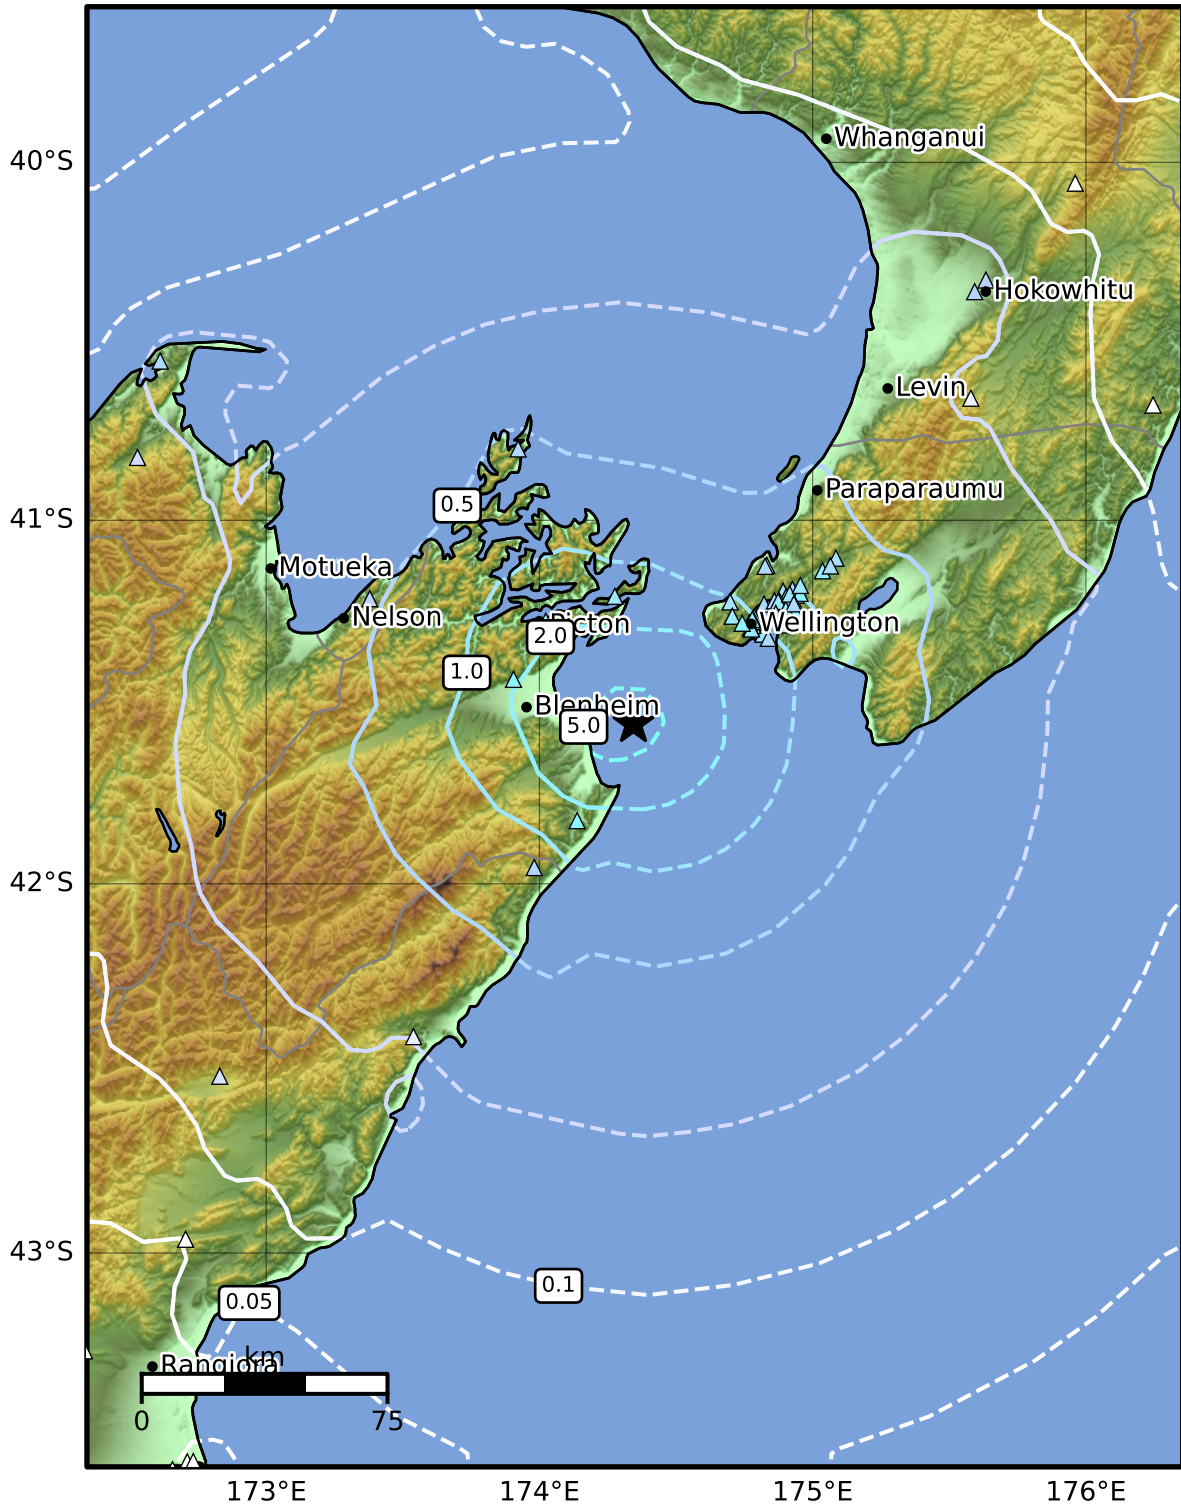 Whanganui
40°S
Hokowhitu
Levin
Paraparaumu
0.5
41°S
Motueka
Nelson
Picton
Wellington
2.0
1.0
Blenheim
5.0
42°S
43°S
0.1
0.05
km
Rangiora
0
75
173°E
174°E
175°E
176°E